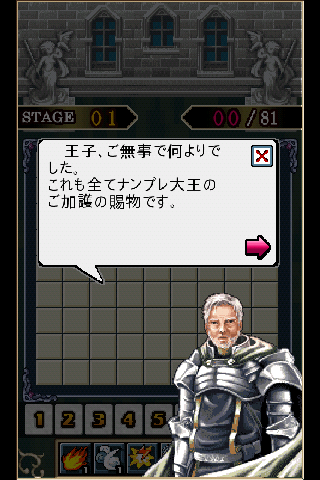 STAGE 01 00/81
王子、ご無事で何よりで
した。
これも全てナンプレ大王の
ご加護の賜物です。
1 2 3 4 5